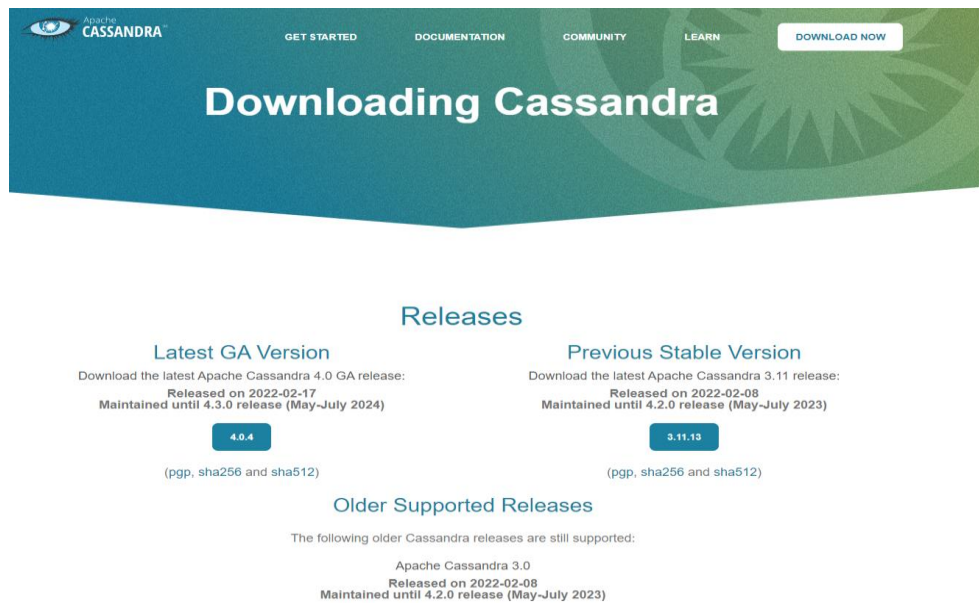 Apache
CASSANDRA
GET STARTED
DOCUMENTATION
COMMUNITY
LEARN
DOWNLOAD NOW
Downloading Cassandra
Releases
Latest GA Version
Download the latest Apache Cassandra 4.0 GA release:
Released on 2022-02-17
Maintained until 4.3.0 release (May-July 2024)
4.0.4
(pgp, sha256 and sha512)
Previous Stable Version
Download the latest Apache Cassandra 3.11 release:
Released on 2022-02-08
Maintained until 4.2.0 release (May-July 2023)
3.11.13
(pgp, sha256 and sha512)
Older Supported Releases
The following older Cassandra releases are still supported:
Apache Cassandra 3.0
Released on 2022-02-08
Maintained until 4.2.0 release (May-July 2023)